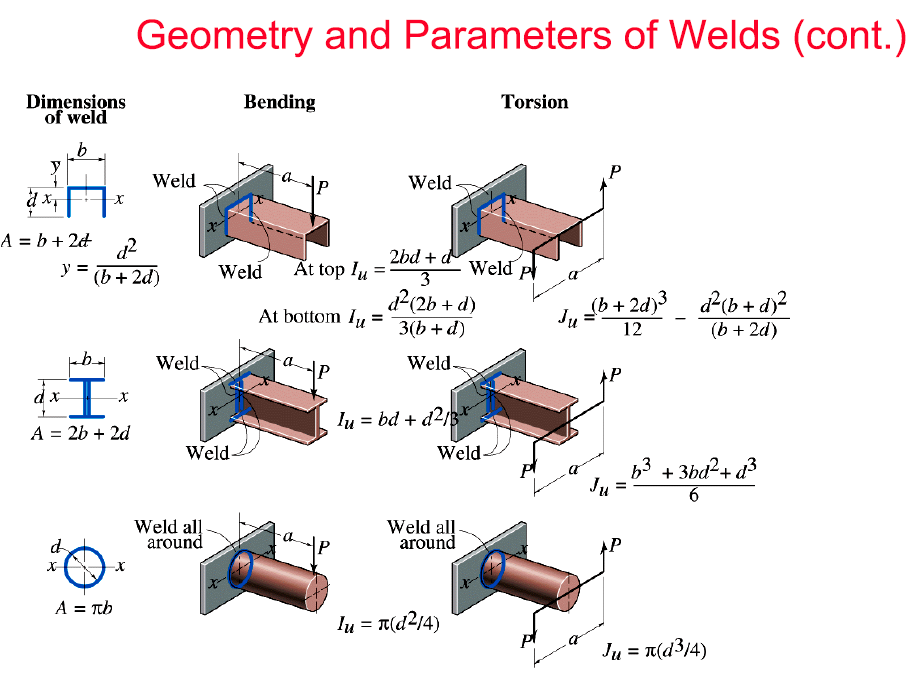 Geometry and Parameters of Welds (cont.)
Dimensions
of weld
Bending
Torsion
b
y
d
x
x
A = b + 2d
y = d²/(b + 2d)
Weld
a
P
x
x
Weld
At top Iu = 2bd + d/3
At bottom Iu = d²(2b + d)/3(b + d)
Weld
P
x
x
Weld
P
a
Ju = (b + 2d)³/12 – d²(b + d)²/(b + 2d)
b
d
x
x
A = 2b + 2d
Weld
a
P
x
x
Weld
Iu = bd + d²/3
Weld
P
x
x
Weld
P
a
Ju = b³ + 3bd² + d³/6
d
x
x
A = πb
Weld all
around
a
P
x
x
Iu = π(d²/4)
Weld all
around
P
x
x
P
a
Ju = π(d³/4)